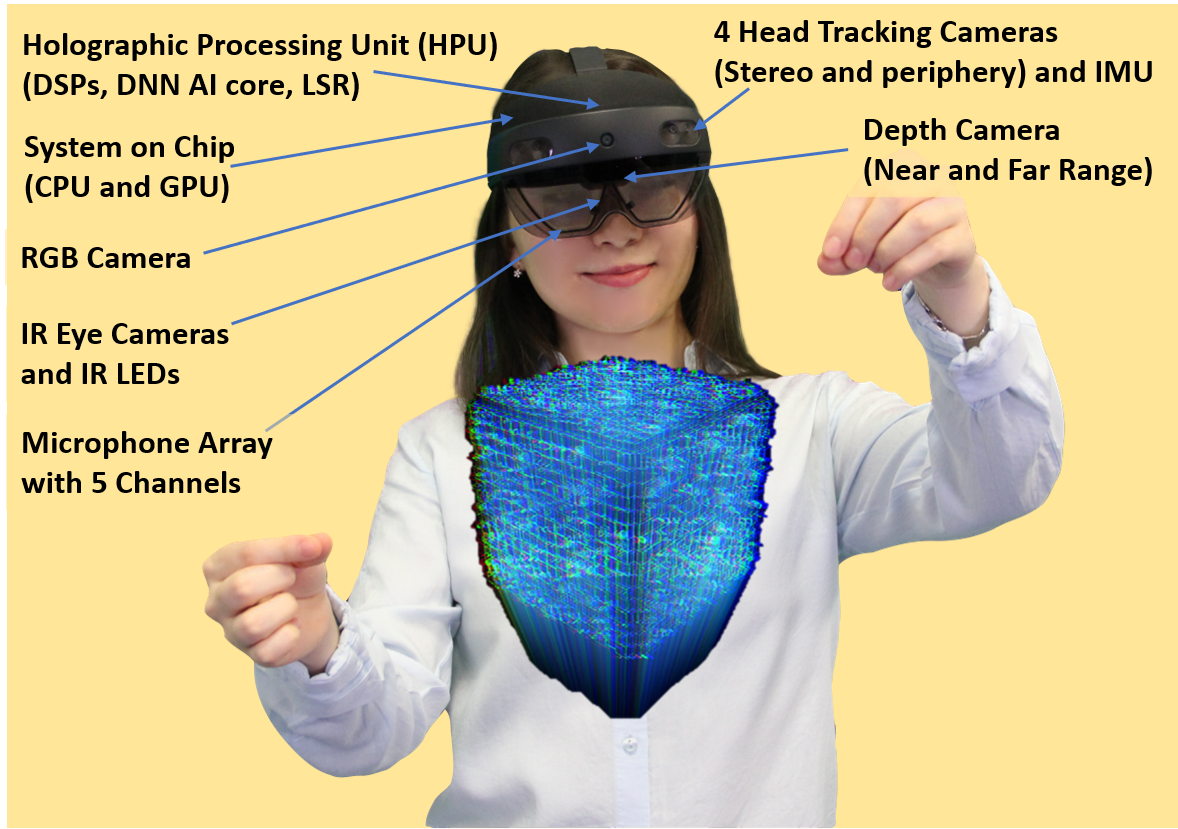 Holographic Processing Unit (HPU)
(DSPs, DNN AI core, LSR)
System on Chip
(CPU and GPU)
RGB Camera
IR Eye Cameras
and IR LEDs
Microphone Array
with 5 Channels
4 Head Tracking Cameras
(Stereo and periphery) and IMU
Depth Camera
(Near and Far Range)